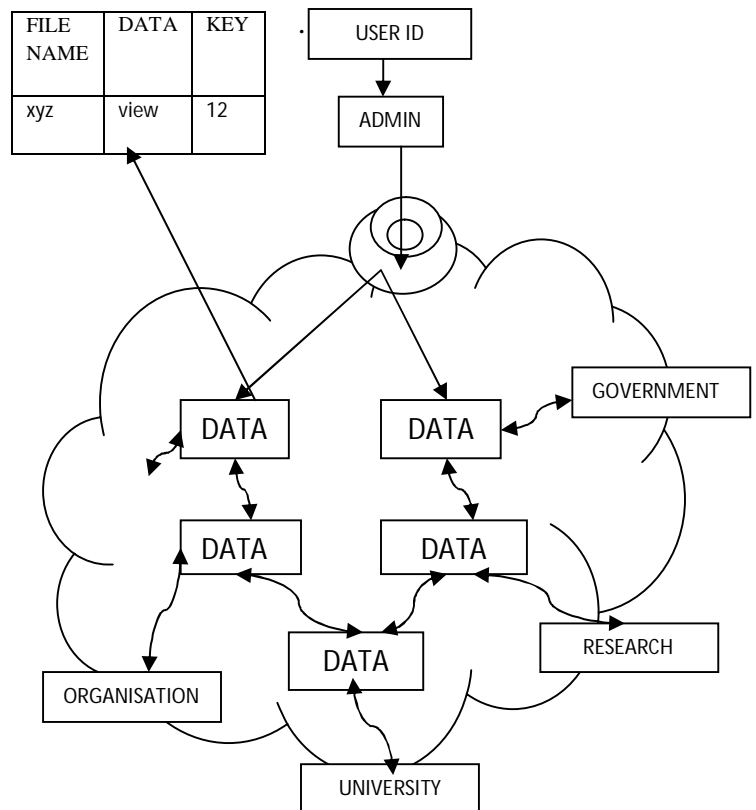 FILE NAME DATA KEY
xyz view 12
USER ID
ADMIN
GOVERNMENT
DATA DATA
DATA DATA
DATA
RESEARCH
ORGANISATION
UNIVERSITY